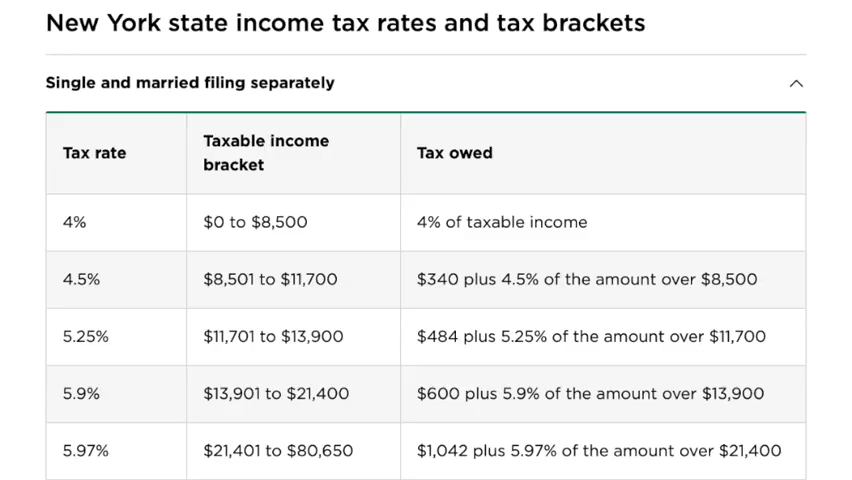 New York state income tax rates and tax brackets
Single and married filing separately
Tax rate
Taxable income
bracket
Tax owed
4%
$0 to $8,500
4% of taxable income
4.5%
$8,501 to $11,700
$340 plus 4.5% of the amount over $8,500
5.25%
$11,701 to $13,900
$484 plus 5.25% of the amount over $11,700
5.9%
$13,901 to $21,400
$600 plus 5.9% of the amount over $13,900
5.97%
$21,401 to $80,650
$1,042 plus 5.97% of the amount over $21,400